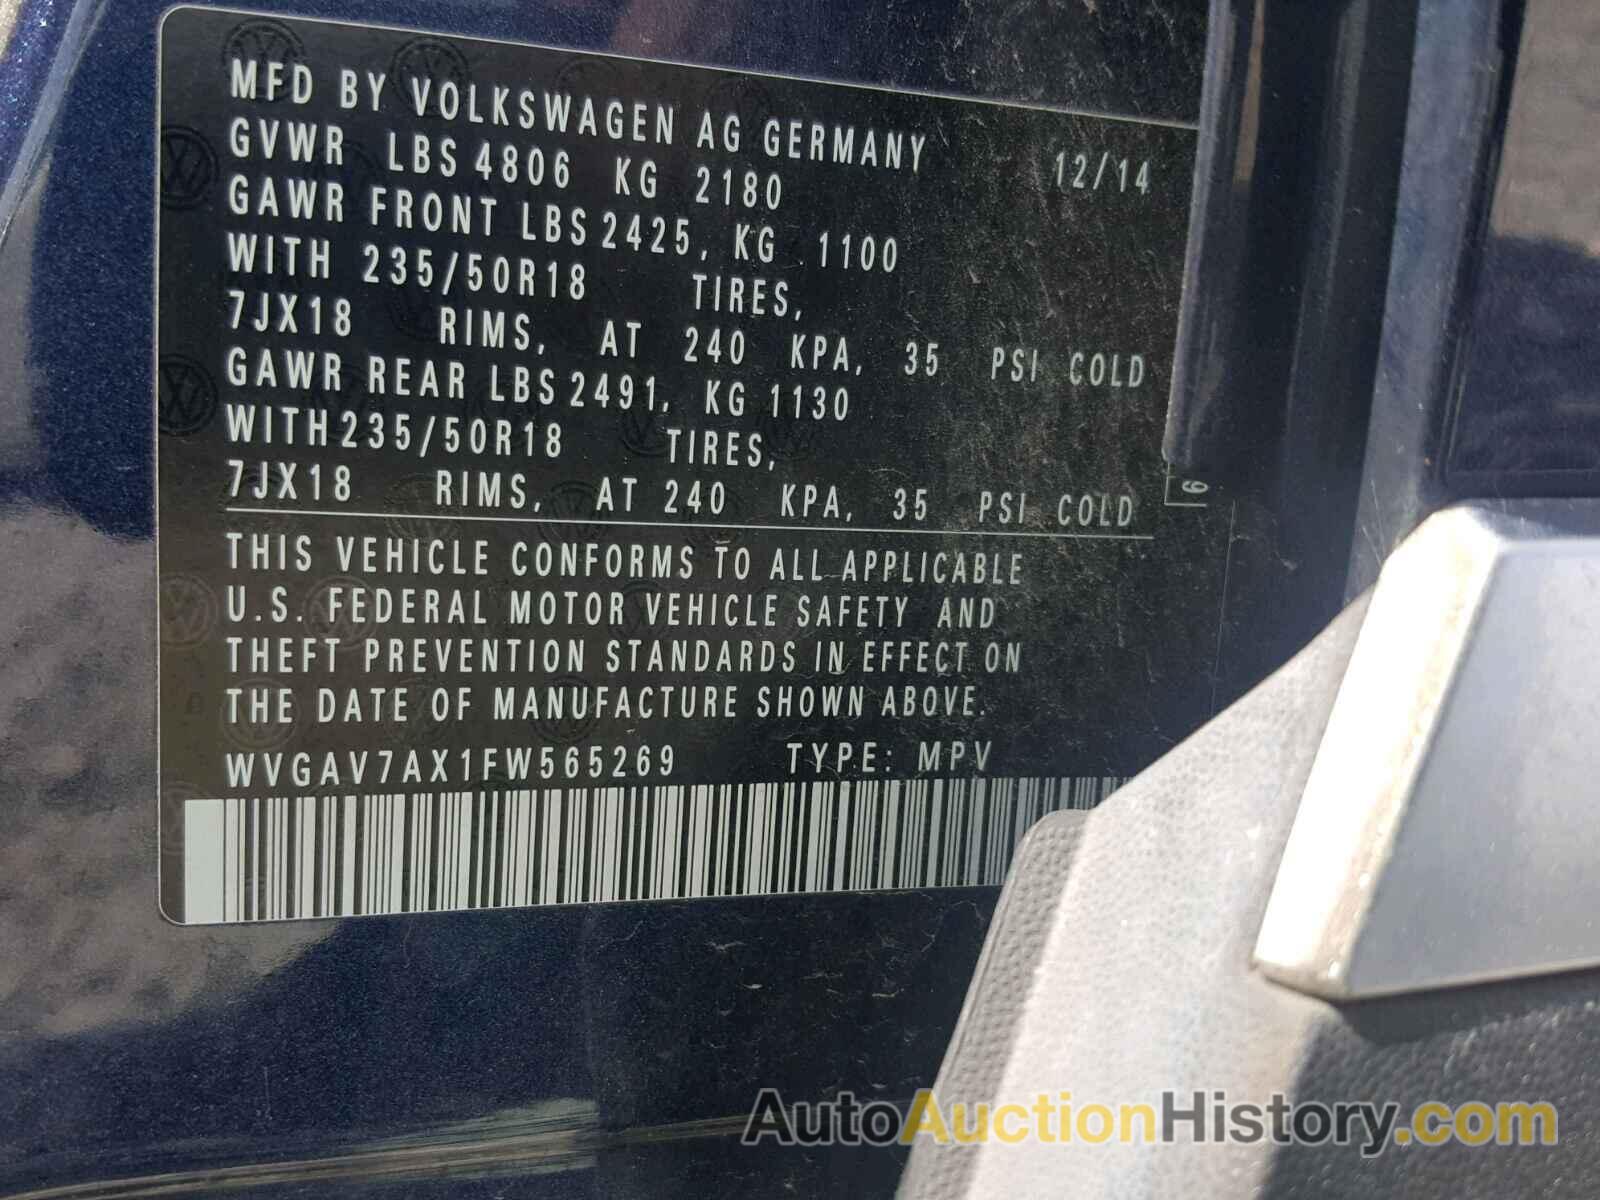 MFD BY VOLKSWAGEN AG GERMANY 12/14
GVWR LBS 4806 KG 2180
GAWR FRONT LBS 2425, KG 1100
WITH 235/50R18 TIRES,
7JX18 RIMS, AT 240 KPA, 35 PSI COLD
GAWR REAR LBS 2491, KG 1130
WITH 235/50R18 TIRES,
7JX18 RIMS, AT 240 KPA, 35 PSI COLD
THIS VEHICLE CONFORMS TO ALL APPLICABLE
U.S. FEDERAL MOTOR VEHICLE SAFETY AND
THEFT PREVENTION STANDARDS IN EFFECT ON
THE DATE OF MANUFACTURE SHOWN ABOVE.
WVGAV7AX1FW565269 TYPE: MPV
AutoAuctionHistory.com